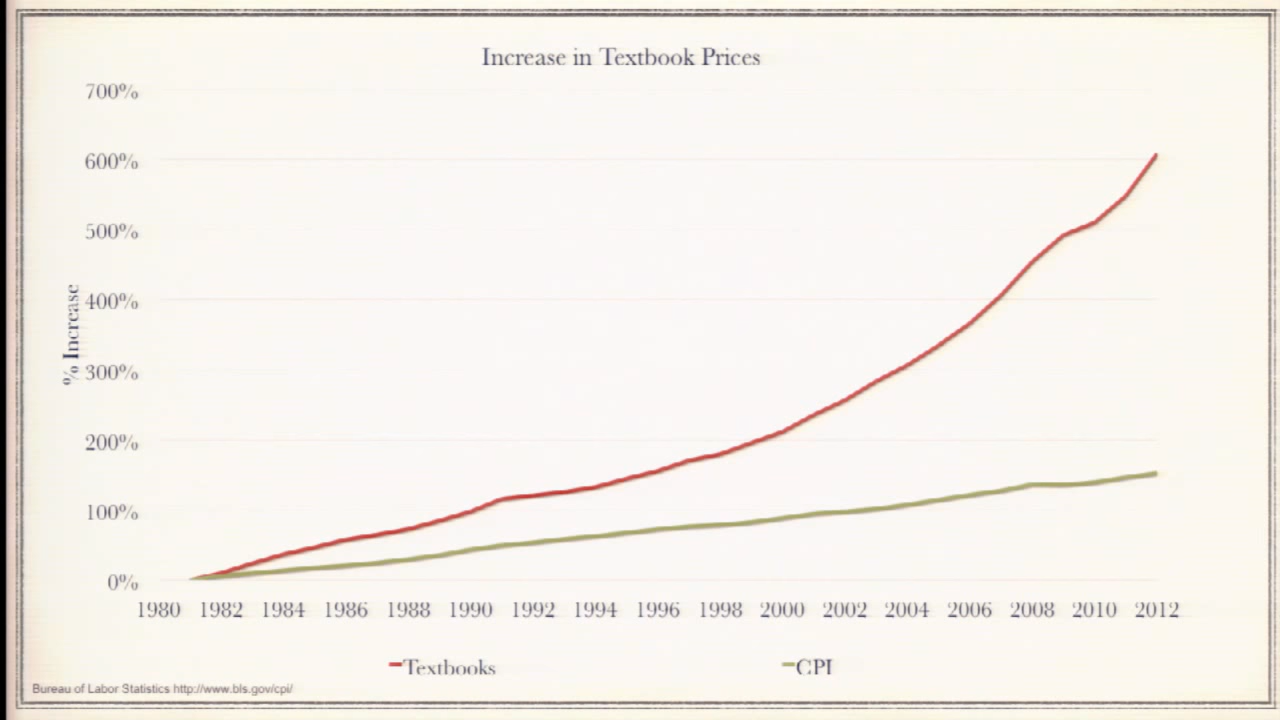 Increase in Textbook Prices
700%
600%
500%
400%
300%
200%
100%
0%
% Increase
1980 1982 1984 1986 1988 1990 1992 1994 1996 1998 2000 2002 2004 2006 2008 2010 2012
Textbooks CPI
Bureau of Labor Statistics http://www.bls.gov/cpi/